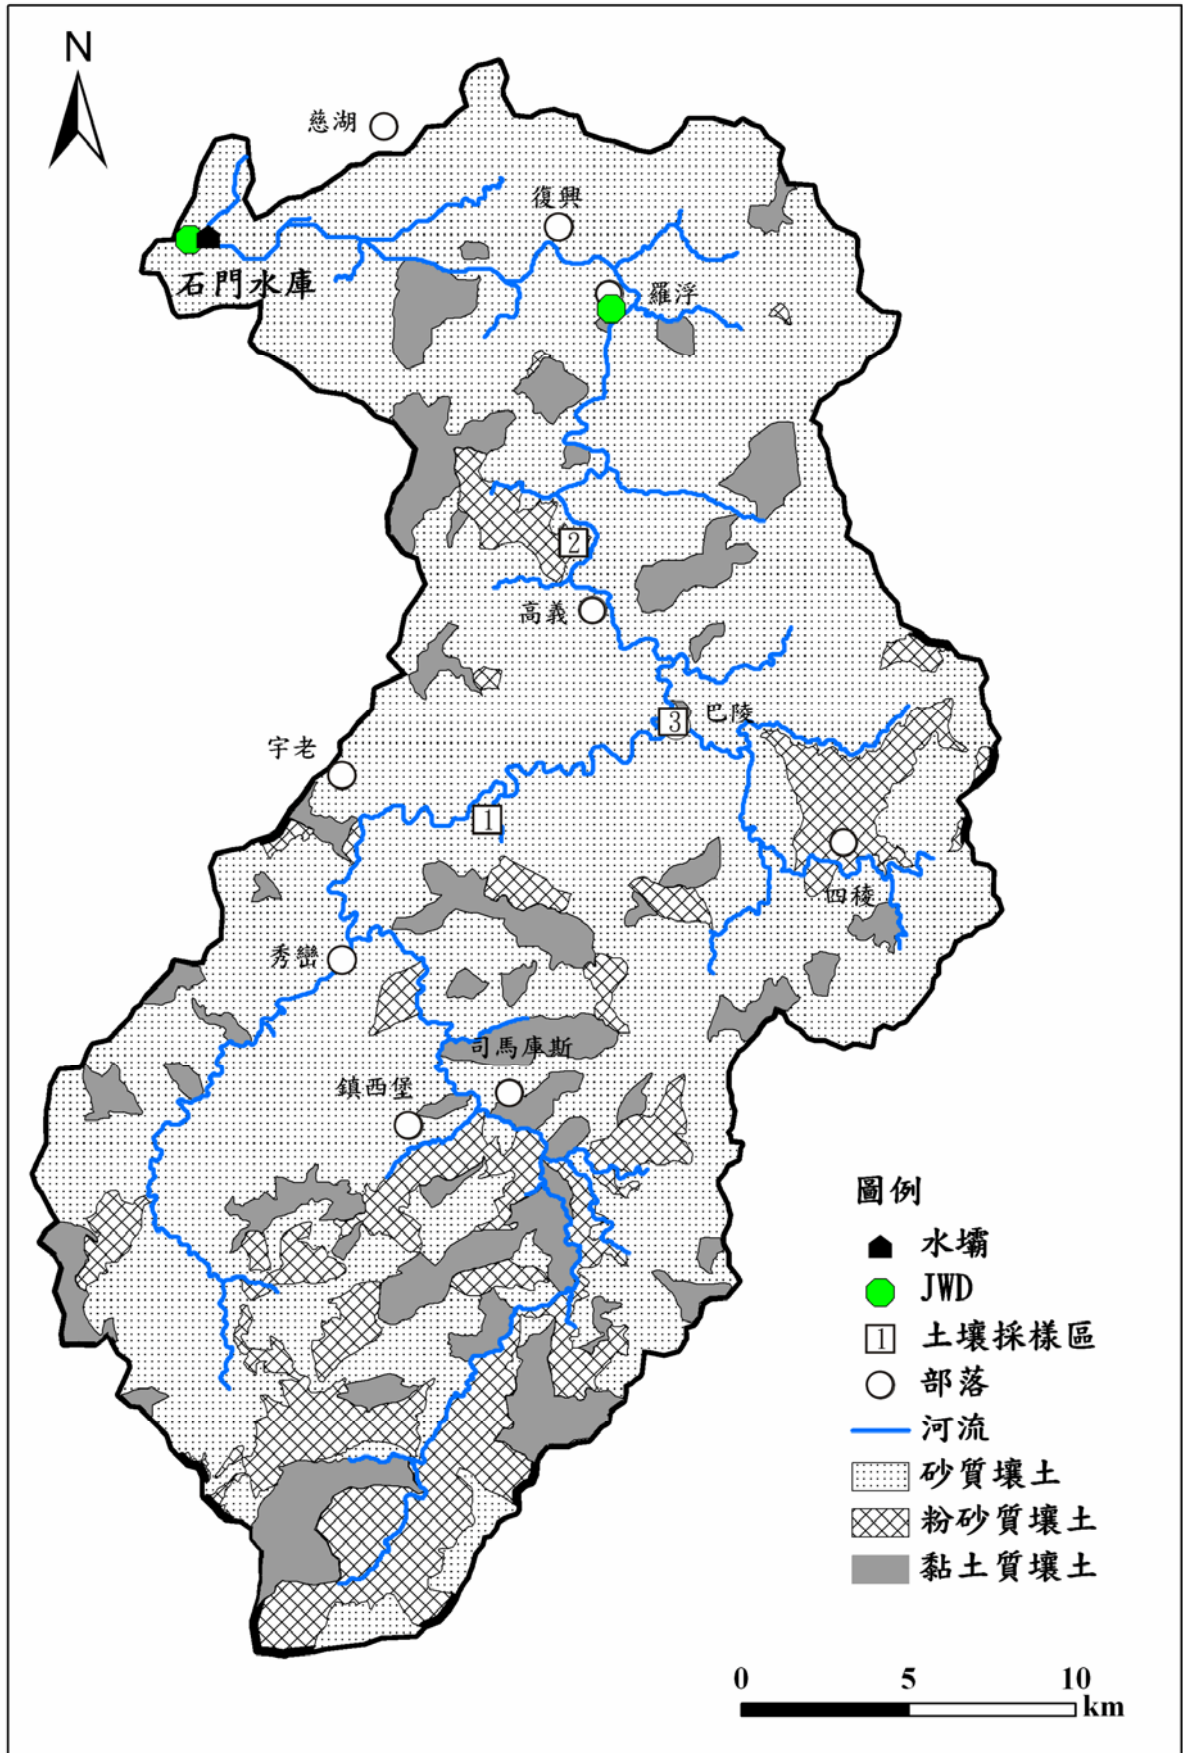 N
慈湖
復興
石門水庫
羅浮
2
高義
3
巴陵
宇老
1
四稜
秀巒
司馬庫斯
鎮西堡
圖例
水壩
JWD
1 土壤採樣區
部落
河流
砂質壤土
粉砂質壤土
黏土質壤土
0 5 10
km